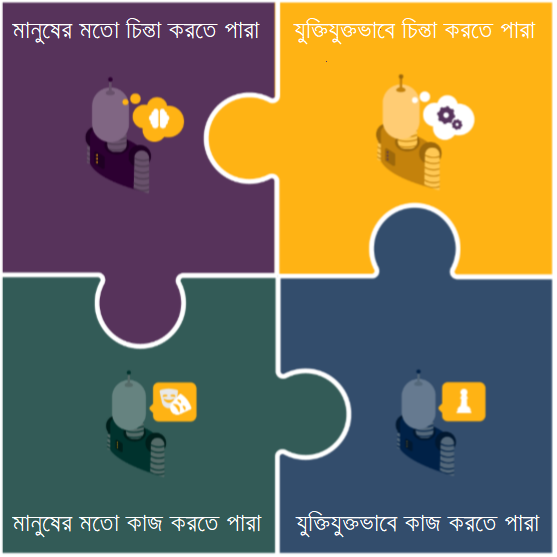 মানুষের মতো চিন্তা করতে পারা
যুক্তিযুক্তভাবে চিন্তা করতে পারা
মানুষের মতো কাজ করতে পারা
যুক্তিযুক্তভাবে কাজ করতে পারা